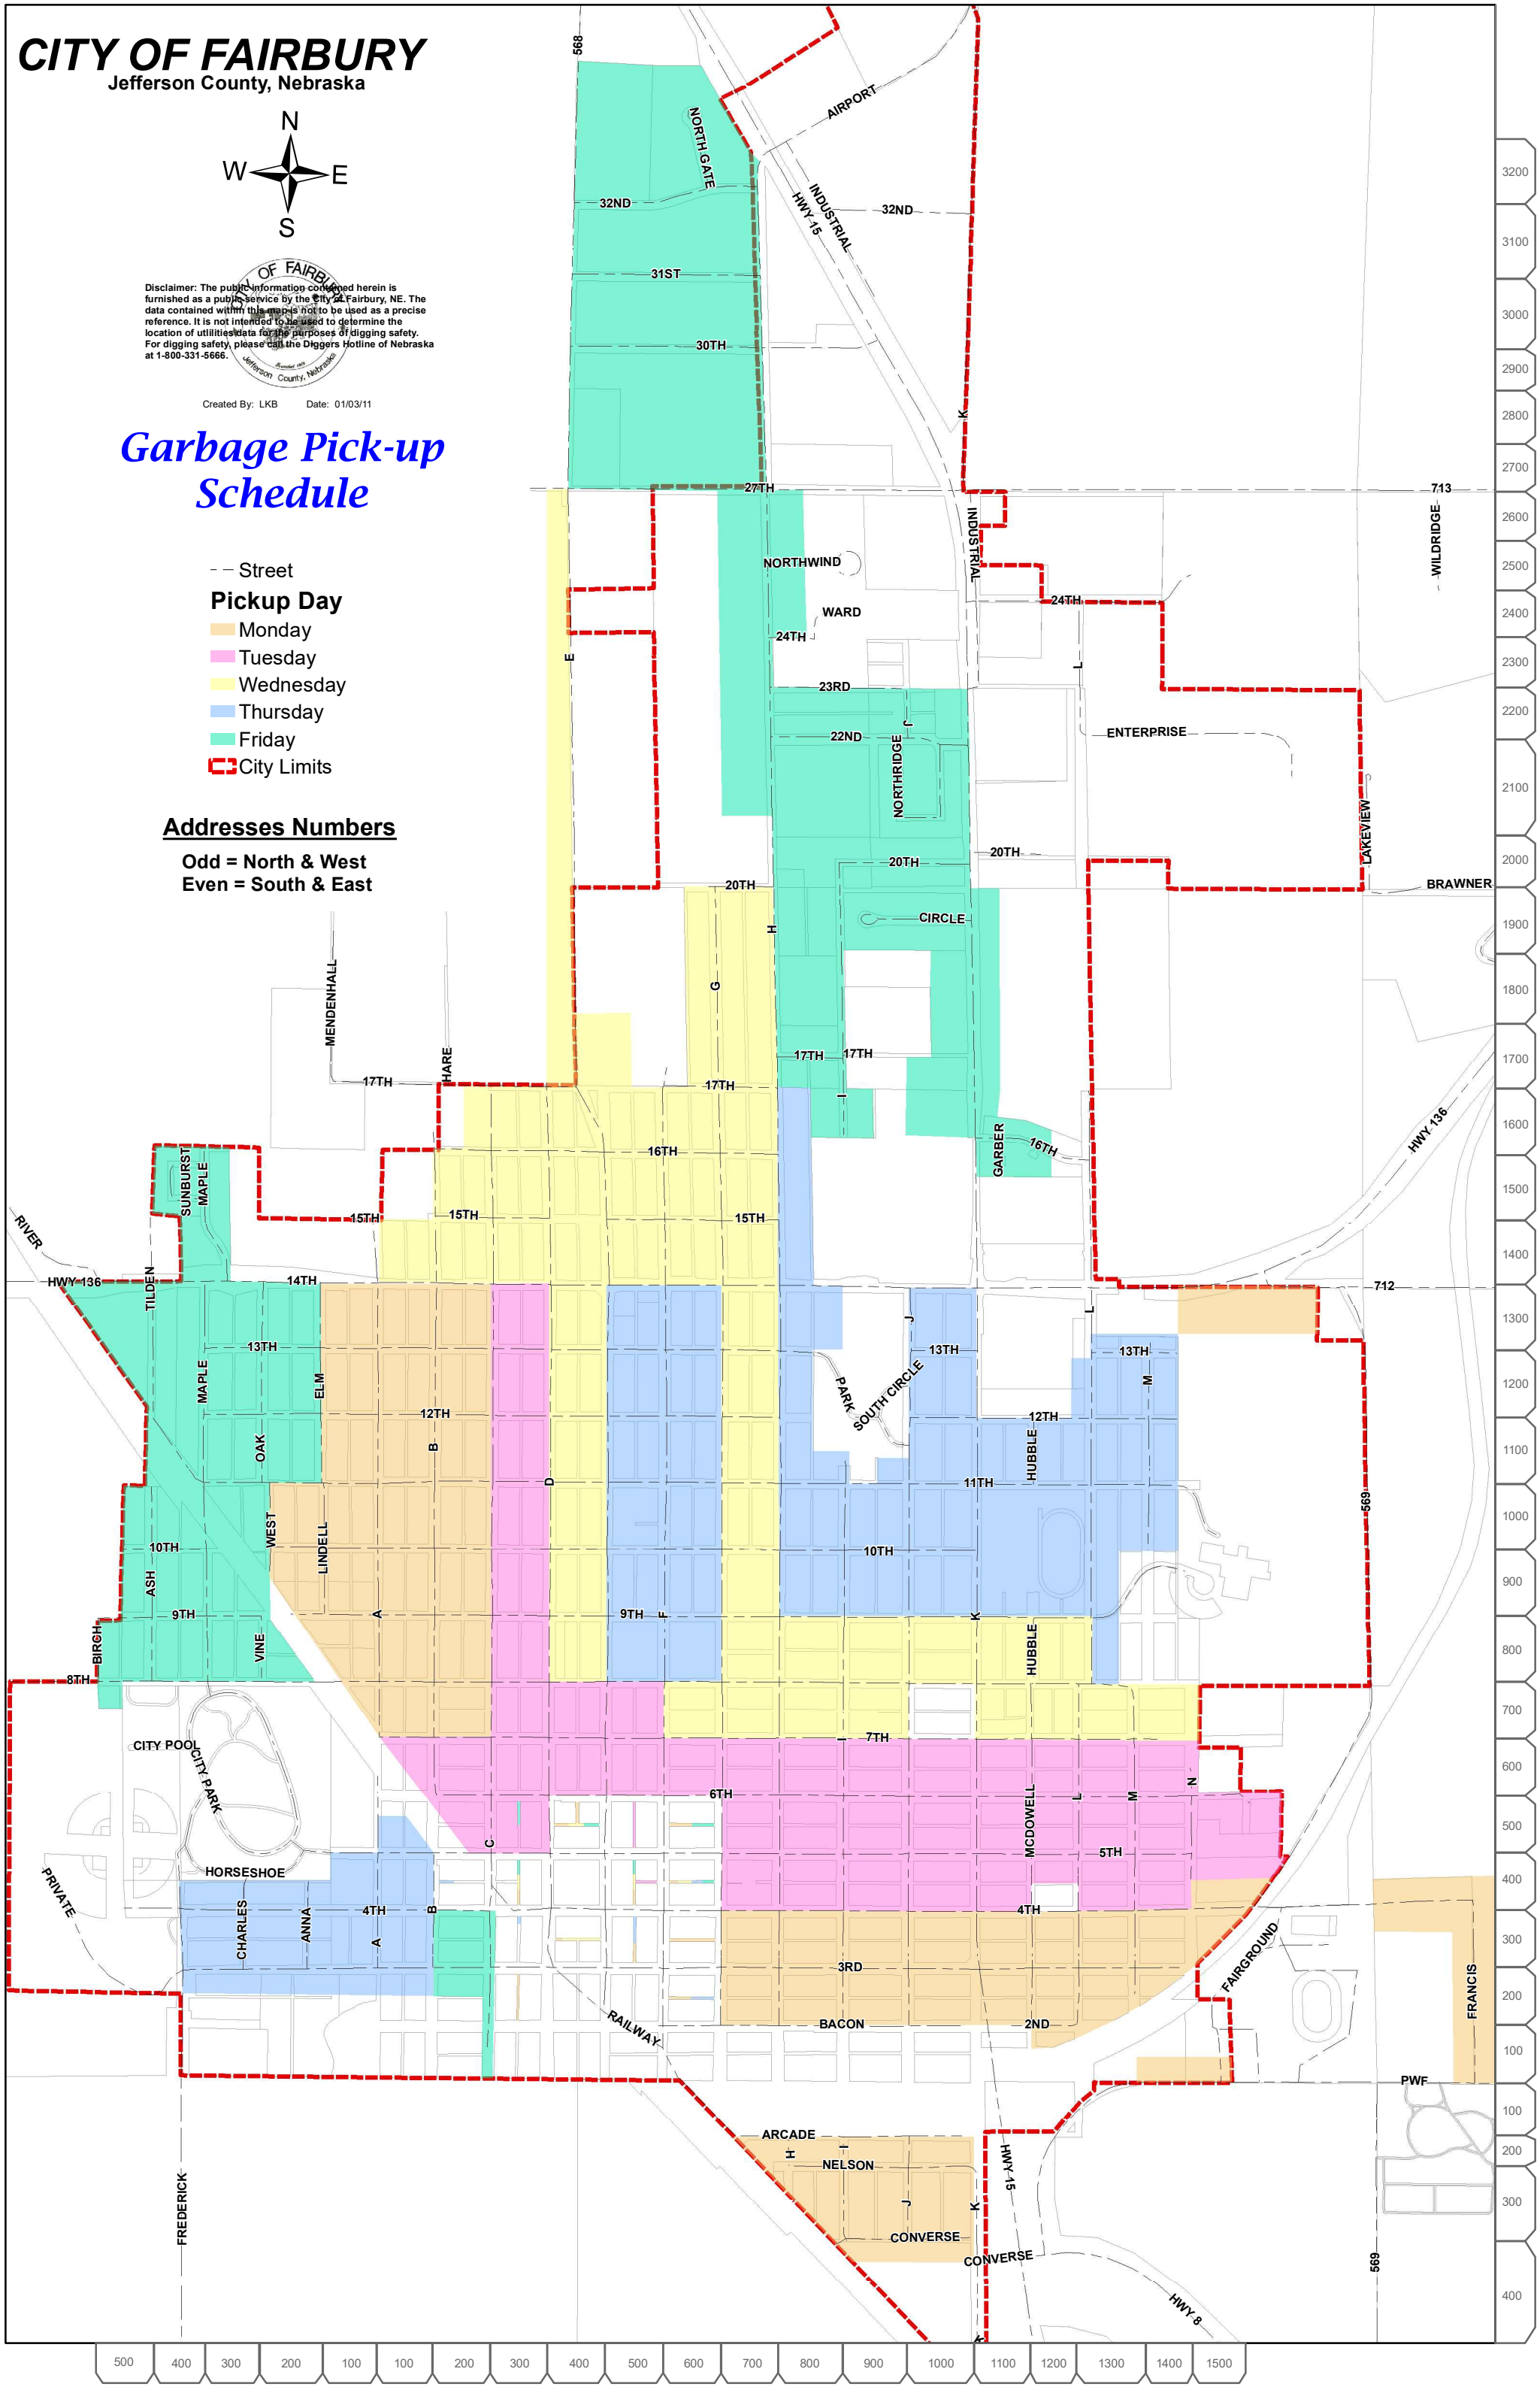 CITY OF FAIRBURY
Jefferson County, Nebraska
N
W E
S
CITY OF FAIRBURY
Disclaimer: The public information contained herein is
furnished as a public service by the City of Fairbury, NE. The
data contained within this map is not to be used as a precise
reference. It is not intended to be used to determine the
location of utlilities/data for the purposes of digging safety.
For digging safety, please call the Diggers Hotline of Nebraska
at 1-800-331-5666.
Jefferson County, Nebraska
Created By: LKB Date: 01/03/11
Garbage Pick-up
Schedule
Street
Pickup Day
Monday
Tuesday
Wednesday
Thursday
Friday
City Limits
Addresses Numbers
Odd = North & West
Even = South & East
568
NORTH GATE
AIRPORT
INDUSTRIAL
HWY 15
32ND
32ND
31ST
30TH
K
27TH
713
INDUSTRIAL
WILDRIDGE
NORTHWIND
24TH
WARD
24TH
E
L
23RD
J
22ND
ENTERPRISE
NORTHRIDGE
LAKEVIEW
20TH
20TH
20TH
BRAWNER
CIRCLE
H
G
MENDENHALL
HARE
17TH
17TH
17TH
17TH
I
HWY 136
GARBER
16TH
16TH
SUNBURST
MAPLE
15TH
15TH
15TH
RIVER
HWY 136
TILDEN
14TH
712
L
J
13TH
13TH
13TH
MAPLE
ELM
PARK
SOUTH CIRCLE
M
12TH
12TH
OAK
B
HUBBLE
D
11TH
569
WEST
LINDELL
10TH
10TH
ASH
9TH
A
9TH
F
K
BIRCH
VINE
HUBBLE
8TH
7TH
I
CITY POOL
CITY PARK
6TH
MCDOWELL
L
M
N
C
5TH
HORSESHOE
PRIVATE
CHARLES
ANNA
4TH
A
B
4TH
3RD
FAIRGROUND
FRANCIS
RAILWAY
BACON
2ND
PWF
ARCADE
H
I
NELSON
J
K
HWY 15
CONVERSE
CONVERSE
FREDERICK
569
HWY 8
K
3200
3100
3000
2900
2800
2700
2600
2500
2400
2300
2200
2100
2000
1900
1800
1700
1600
1500
1400
1300
1200
1100
1000
900
800
700
600
500
400
300
200
100
100
200
300
400
500 400 300 200 100 100 200 300 400 500 600 700 800 900 1000 1100 1200 1300 1400 1500